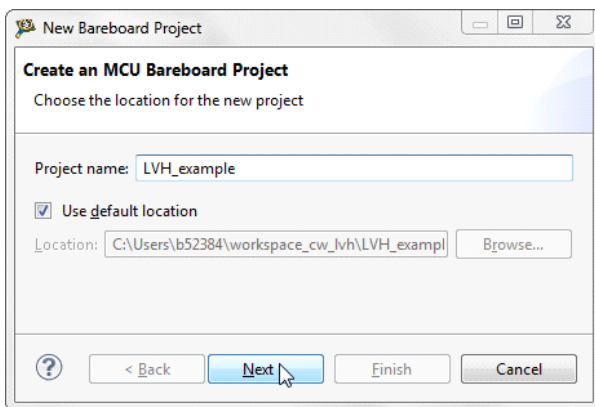 New Bareboard Project
Create an MCU Bareboard Project
Choose the location for the new project
Project name: LVH_example
Use default location
Location: C:\Users\b52384\workspace_cw_lvh\LVH_exampl Browse...
? < Back Next Finish Cancel